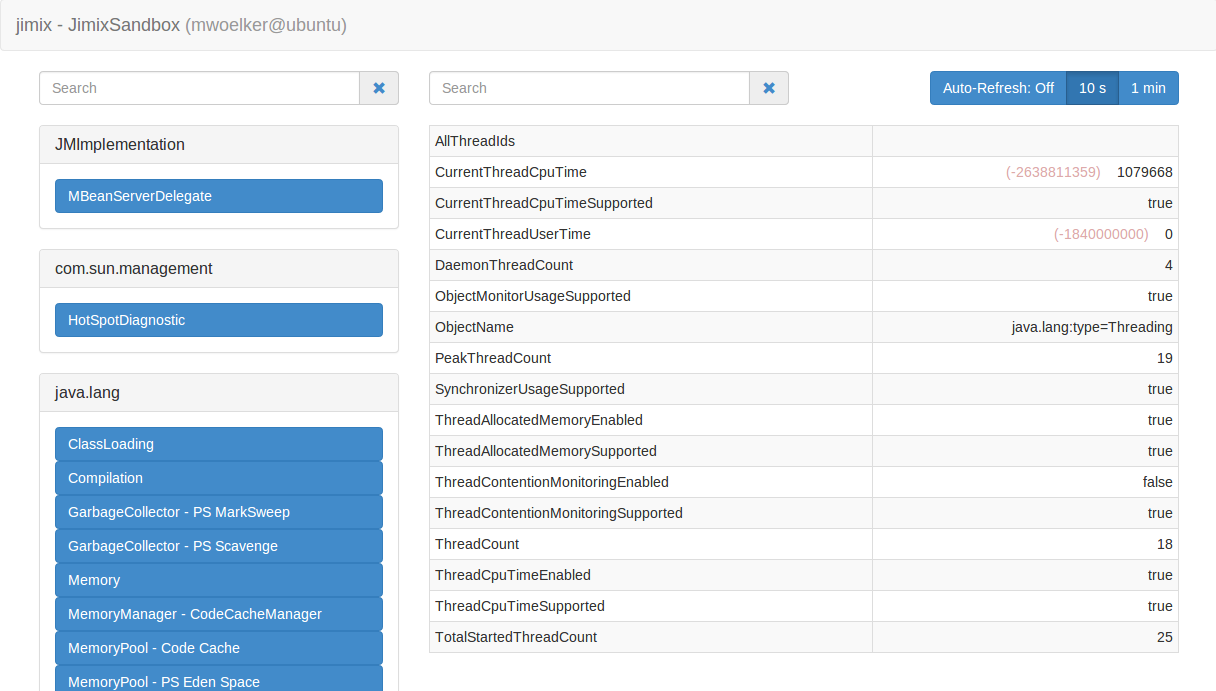 jimix - JimixSandbox (mwoelker@ubuntu)
Search
Search
Auto-Refresh: Off 10 s 1 min
JMImplementation
MBeanServerDelegate
com.sun.management
HotSpotDiagnostic
java.lang
ClassLoading
Compilation
GarbageCollector - PS MarkSweep
GarbageCollector - PS Scavenge
Memory
MemoryManager - CodeCacheManager
MemoryPool - Code Cache
MemoryPool - PS Eden Space
AllThreadIds
CurrentThreadCpuTime (-2638811359) 1079668
CurrentThreadCpuTimeSupported true
CurrentThreadUserTime (-1840000000) 0
DaemonThreadCount 4
ObjectMonitorUsageSupported true
ObjectName java.lang:type=Threading
PeakThreadCount 19
SynchronizerUsageSupported true
ThreadAllocatedMemoryEnabled true
ThreadAllocatedMemorySupported true
ThreadContentionMonitoringEnabled false
ThreadContentionMonitoringSupported true
ThreadCount 18
ThreadCpuTimeEnabled true
ThreadCpuTimeSupported true
TotalStartedThreadCount 25